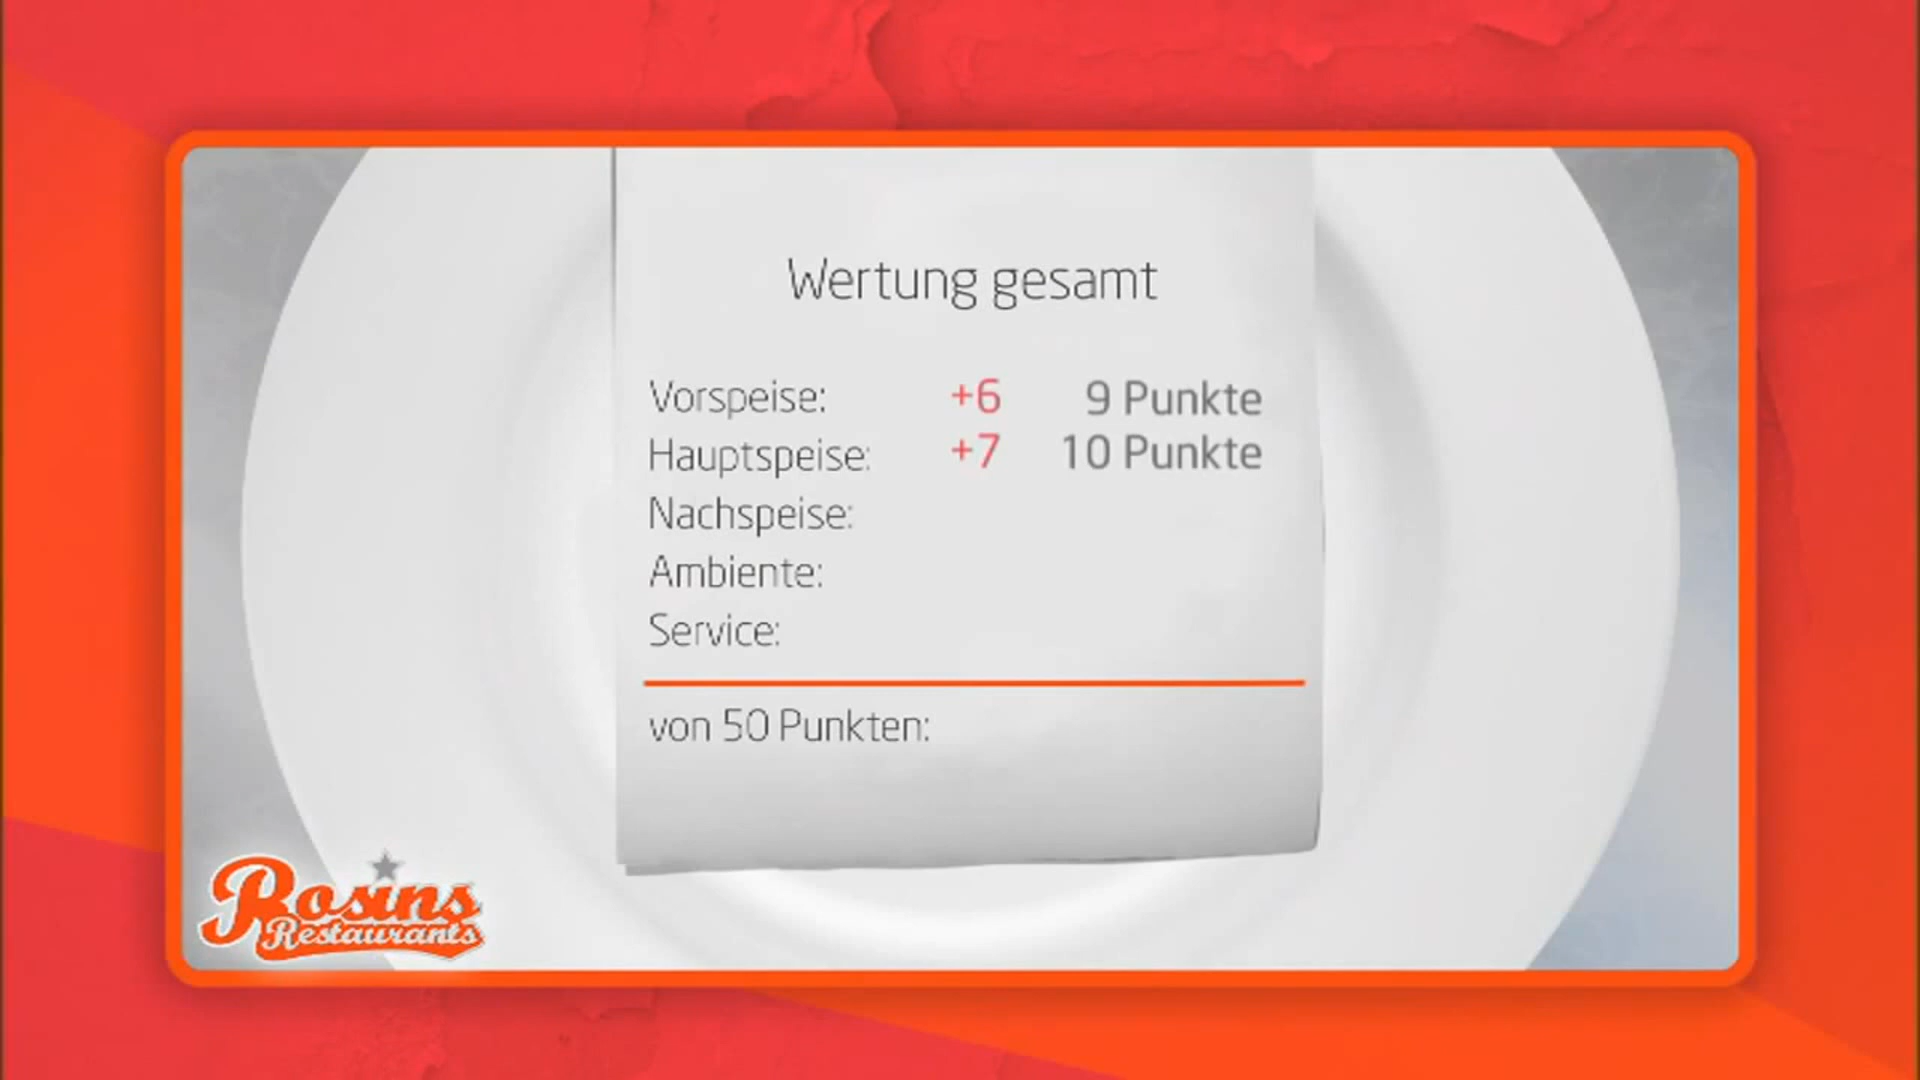 Wertung gesamt
Vorspeise: +6 9 Punkte
Hauptspeise: +7 10 Punkte
Nachspeise:
Ambiente:
Service:
von 50 Punkten:
Rosins
Restaurants